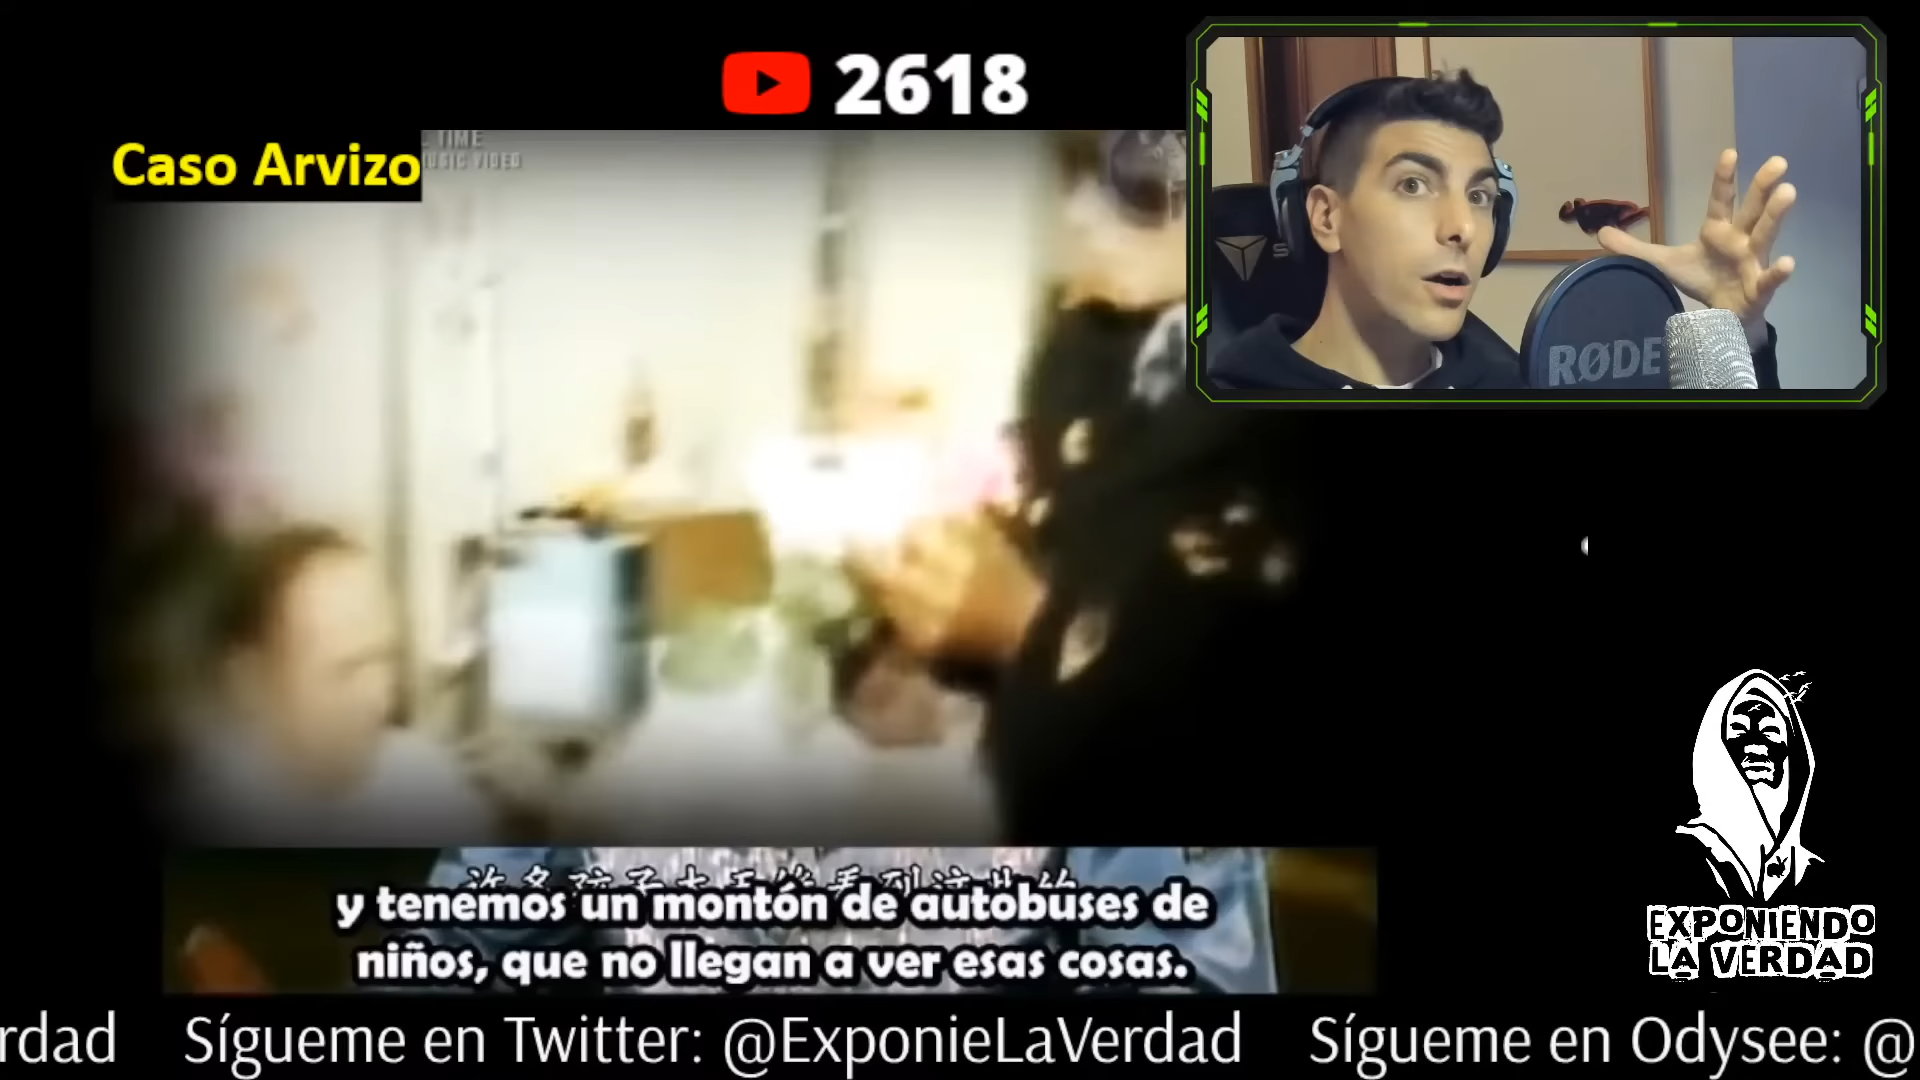 2618
Caso Arvizo
TIME
MUSIC VIDEO
RØDE
y tenemos un montón de autobuses de
niños, que no llegan a ver esas cosas.
EXPONIENDO
LA VERDAD
rdad Sígueme en Twitter: @ExponieLaVerdad Sígueme en Odysee: @